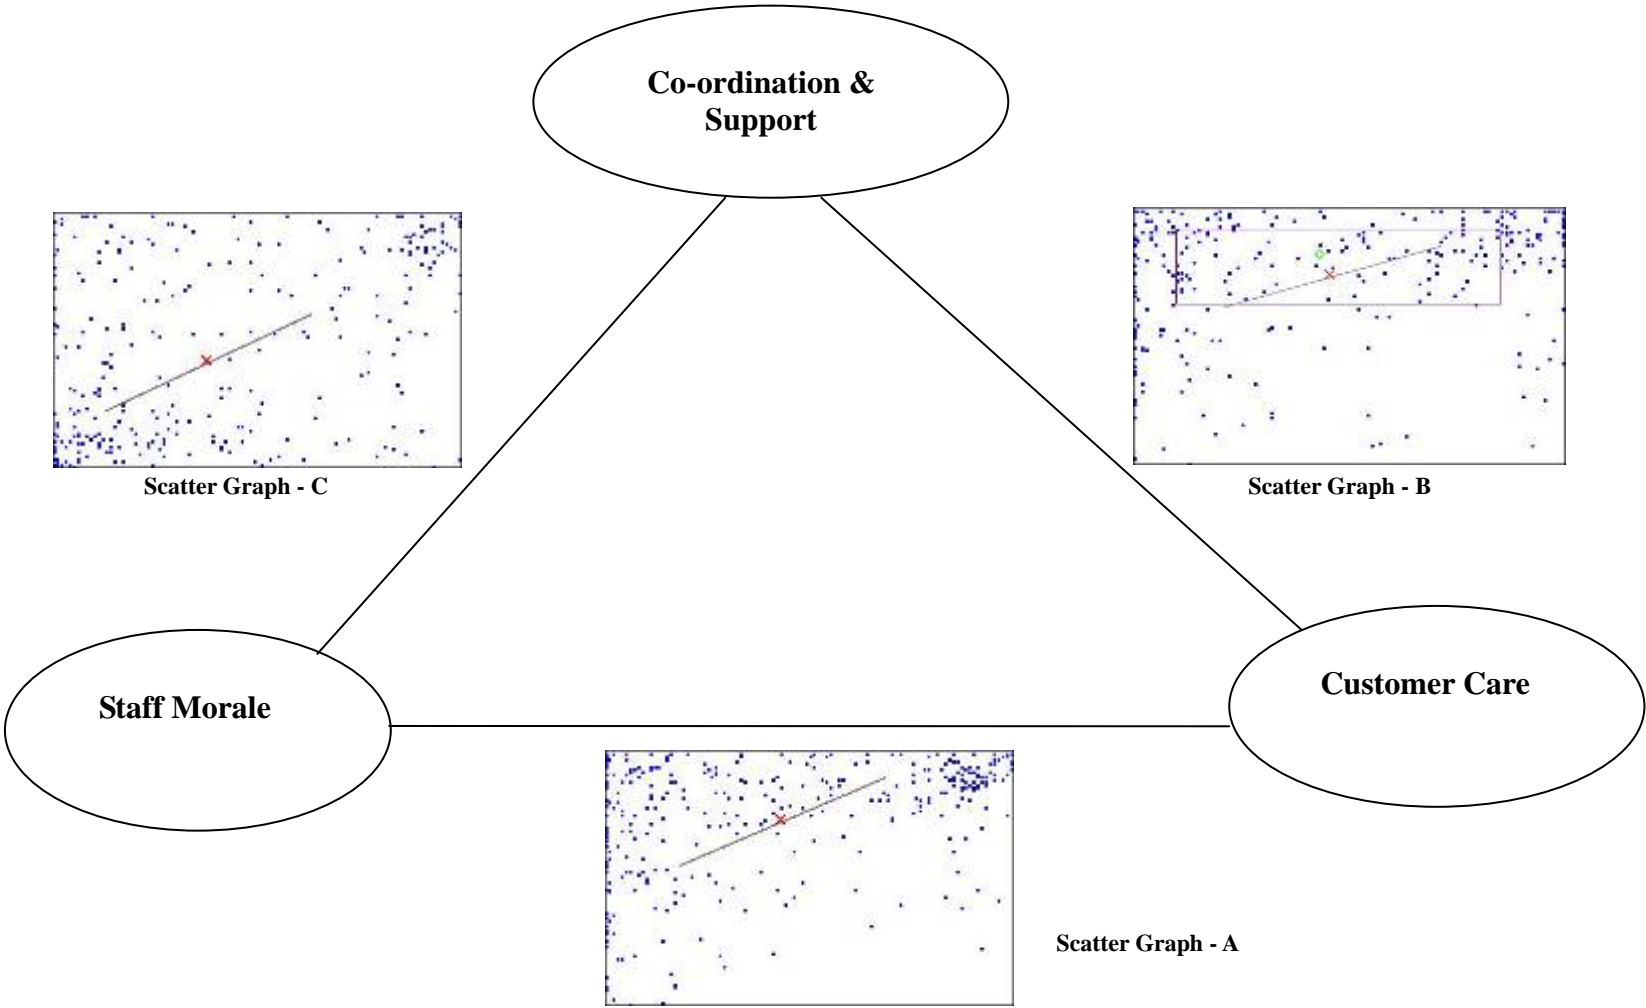 Co-ordination &
Support
Scatter Graph - C
Scatter Graph - B
Staff Morale
Customer Care
Scatter Graph - A